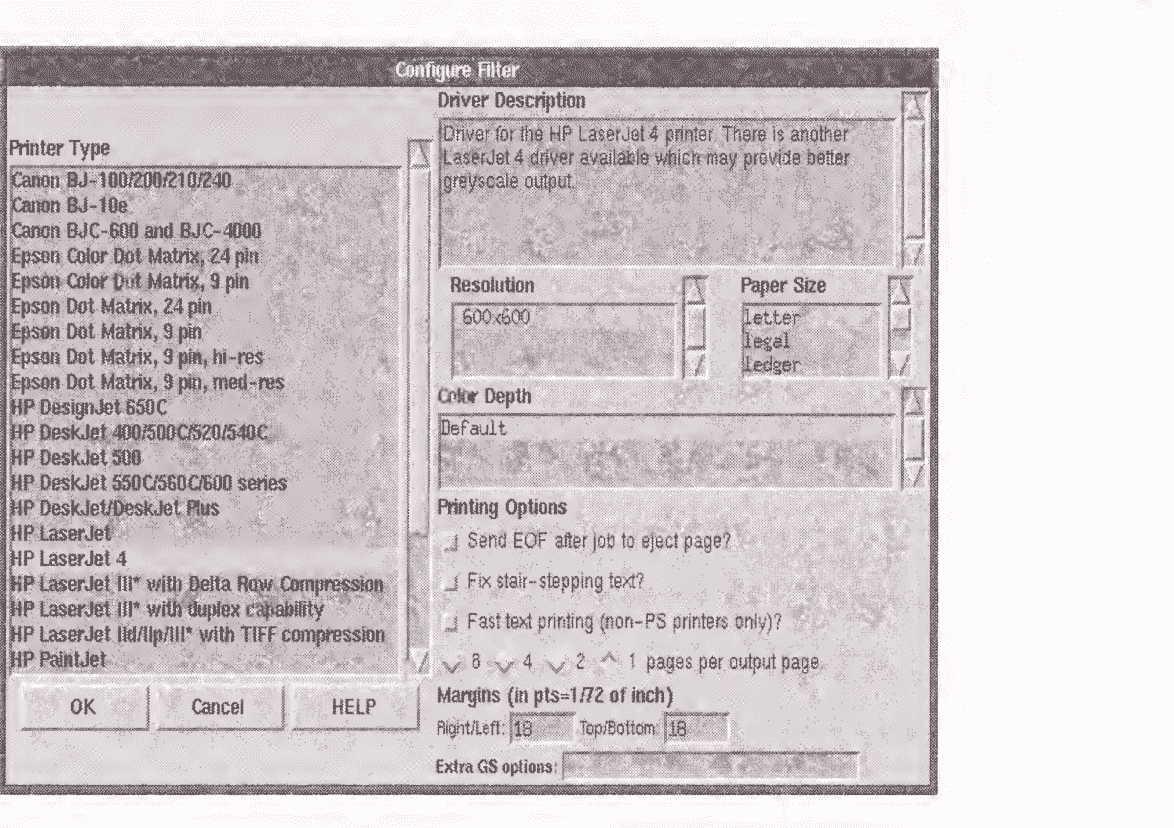 Configure Filter
Printer Type
Canon BJ-100/200/210/240
Canon BJ-10e
Canon BJC-600 and BJC-4000
Epson Color Dot Matrix, 24 pin
Epson Color Dot Matrix, 9 pin
Epson Dot Matrix, 24 pin
Epson Dot Matrix, 9 pin
Epson Dot Matrix, 9 pin, hi-res
Epson Dot Matrix, 9 pin, med-res
HP DesignJet 650C
HP DeskJet 400/500C/520/540C
HP DeskJet 500
HP DeskJet 550C/560C/600 series
HP DeskJet/DeskJet Plus
HP LaserJet
HP LaserJet 4
HP LaserJet III* with Delta Row Compression
HP LaserJet III* with duplex capability
HP LaserJet IId/IIp/III* with TIFF compression
HP PaintJet
OK Cancel HELP
Driver Description
Driver for the HP LaserJet 4 printer. There is another
LaserJet 4 driver available which may provide better
greyscale output.
Resolution
600x600
Paper Size
letter
legal
ledger
Color Depth
Default
Printing Options
Send EOF after job to eject page?
Fix stair-stepping text?
Fast text printing (non-PS printers only)?
8 4 2 1 pages per output page.
Margins (in pts=1/72 of inch)
Right/Left: 18 Top/Bottom: 18
Extra GS options: